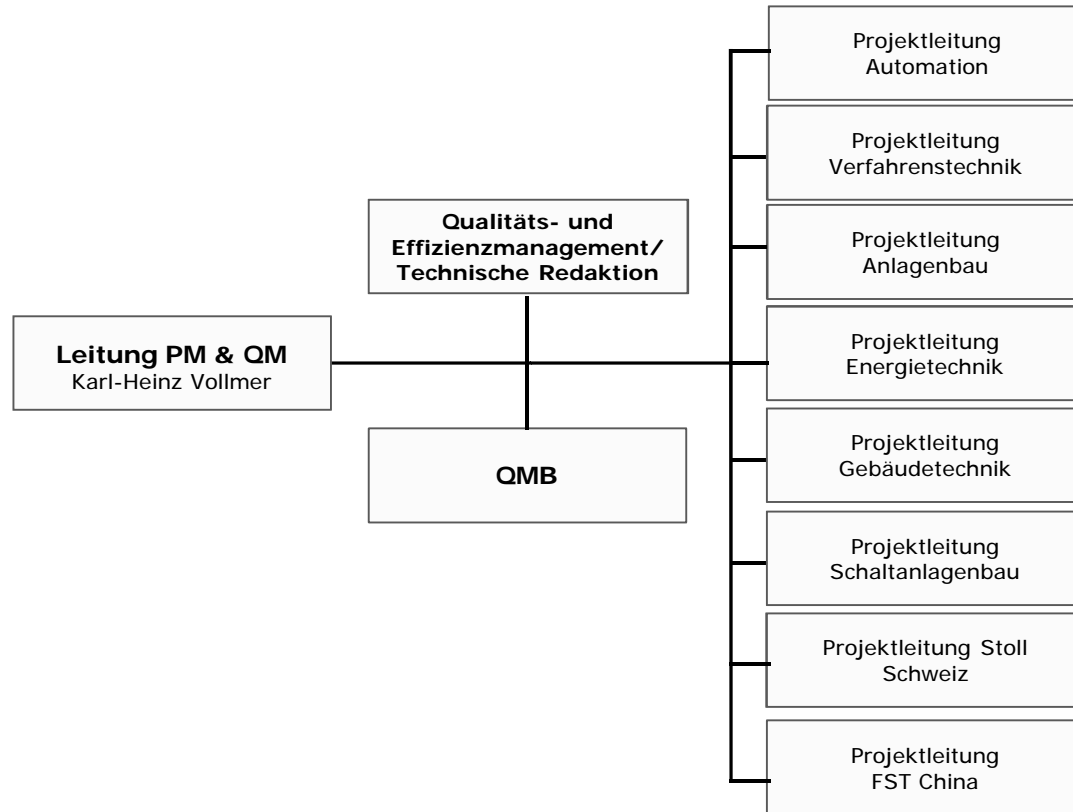 Leitung PM & QM
Karl-Heinz Vollmer
Qualitäts- und
Effizienzmanagement/
Technische Redaktion
QMB
Projektleitung
Automation
Projektleitung
Verfahrenstechnik
Projektleitung
Anlagenbau
Projektleitung
Energietechnik
Projektleitung
Gebäudetechnik
Projektleitung
Schaltanlagenbau
Projektleitung Stoll
Schweiz
Projektleitung
FST China